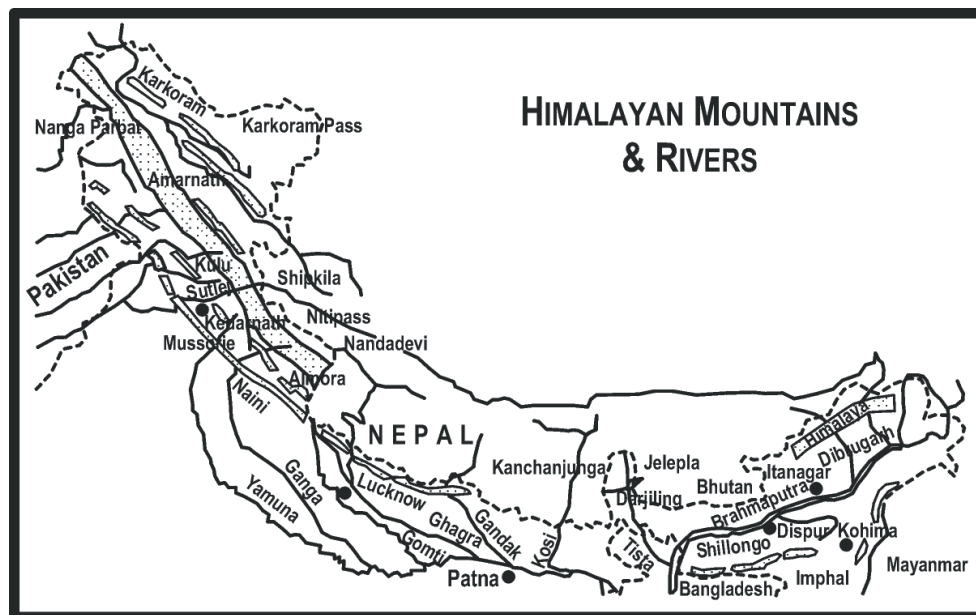 HIMALAYAN MOUNTAINS
& RIVERS
Karkoram
Karkoram Pass
Nanga Parbat
Amarnath
Pakistan
Kulu
Shipkila
Sutlej
Kedarnath
Nitipass
Mussorie
Nandadevi
Almora
Naini
NEPAL
Ganga
Yamuna
Lucknow
Ghagra
Gomti
Gandak
Patna
Kosi
Kanchanjunga
Jelepla
Darjiling
Bhutan
Tista
Himalaya
Dibrugarh
Itanagar
Brahmaputra
Dispur
Kohima
Shillongo
Imphal
Bangladesh
Mayanmar